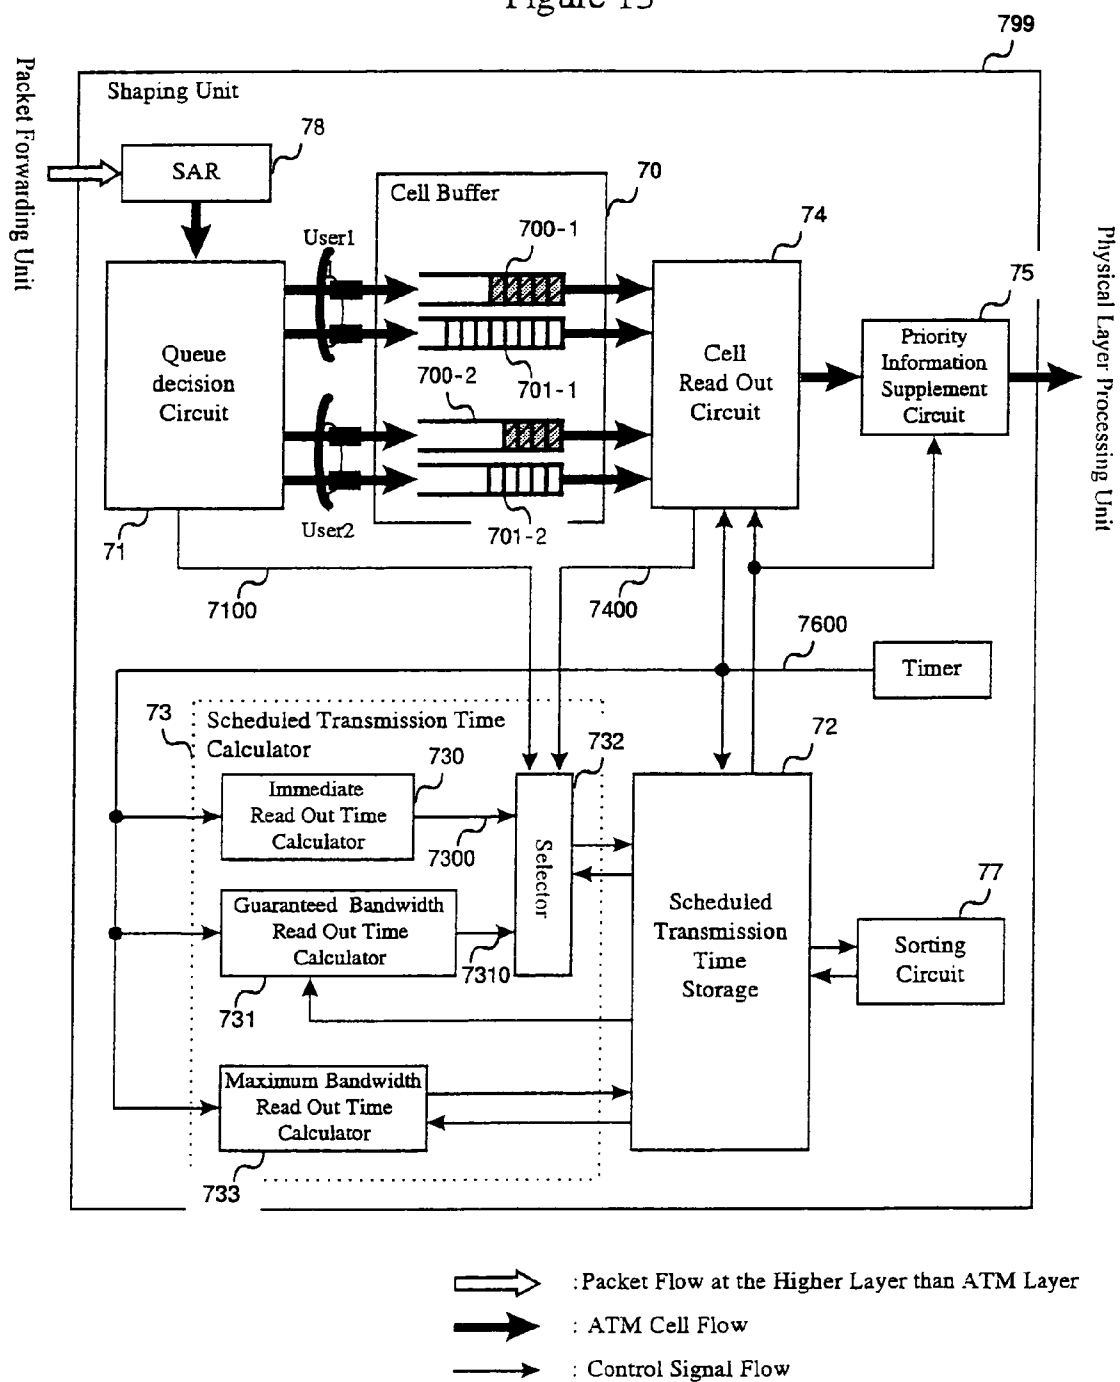 Figure 13
799
Packet Forwarding Unit
Shaping Unit
78
SAR
70
Cell Buffer
User1
700-1
74
Physical Layer Processing Unit
75
Queue
decision
Circuit
Cell
Read Out
Circuit
Priority
Information
Supplement
Circuit
700-2
701-1
71
User2
701-2
7100
7400
7600
Timer
73
Scheduled Transmission Time
Calculator
730
732
72
Immediate
Read Out Time
Calculator
7300
Selector
Guaranteed Bandwidth
Read Out Time
Calculator
7310
731
Scheduled
Transmission
Time
Storage
77
Sorting
Circuit
Maximum Bandwidth
Read Out Time
Calculator
733
: Packet Flow at the Higher Layer than ATM Layer
: ATM Cell Flow
: Control Signal Flow